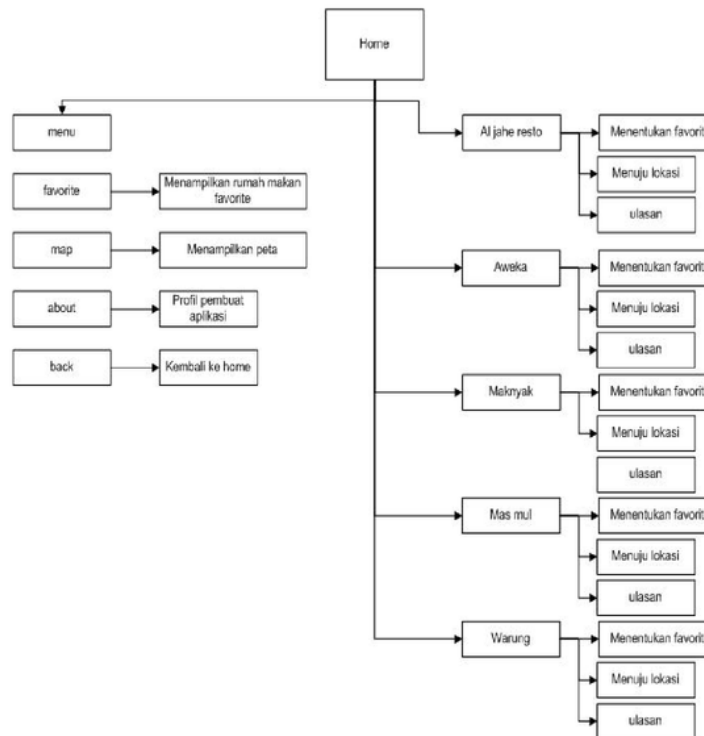 Home
menu
favorite
Menampilkan rumah makan
favorite
map
Menampilkan peta
about
Profil pembuat
aplikasi
back
Kembali ke home
Al jahe resto
Menentukan favorit
Menuju lokasi
ulasan
Aweka
Menentukan favorit
Menuju lokasi
ulasan
Maknyak
Menentukan favorit
Menuju lokasi
ulasan
Mas mul
Menentukan favorit
Menuju lokasi
ulasan
Warung
Menentukan favorit
Menuju lokasi
ulasan